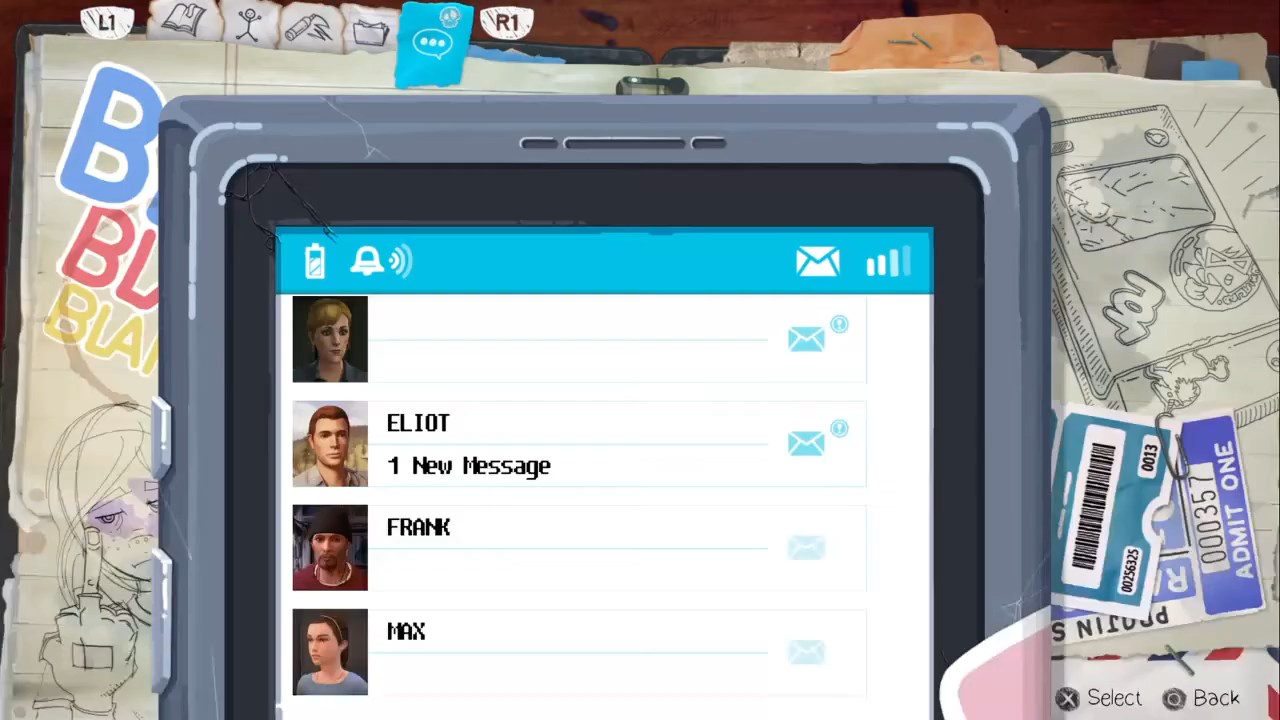 L1
R1
ELIOT
1 New Message
FRANK
MAX
0013
00256325
000357
ADMIT ONE
Select
Back